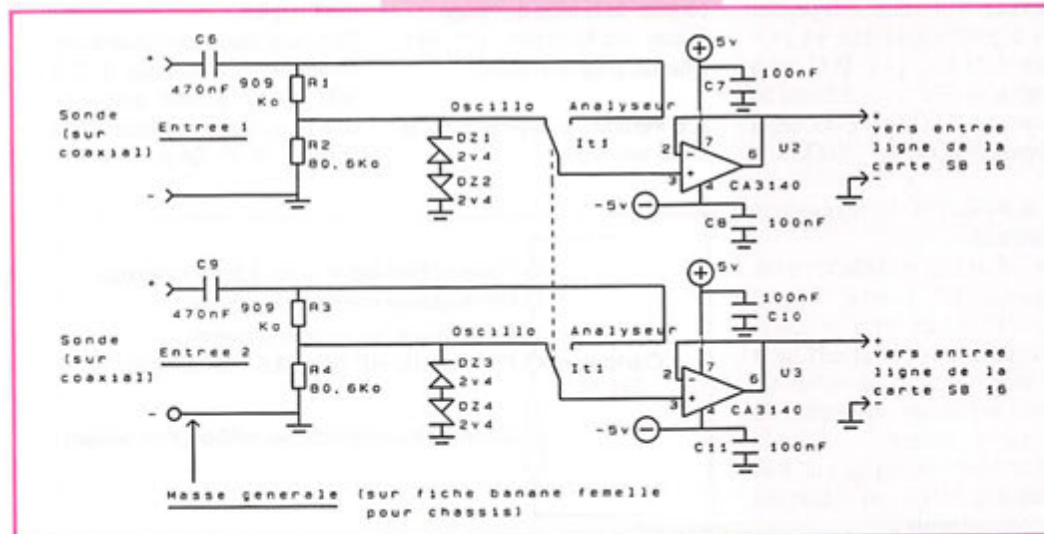 C6
470nF
909
Ko
R1
R2
80,6Ko
Sonde
(sur
coaxial)
Entree 1
+
-
Oscillo
Analyseur
It1
DZ1
2v4
DZ2
2v4
5v
C7
100nF
2
3
7
4
6
-
+
U2
CA3140
-5v
C8
100nF
+
vers entree
ligne de la
carte SB 16
-
C9
470nF
909
Ko
R3
R4
80,6Ko
Sonde
(sur
coaxial)
Entree 2
+
-
Oscillo
Analyseur
It1
DZ3
2v4
DZ4
2v4
5v
100nF
C10
2
3
7
4
6
-
+
U3
CA3140
-5v
C11
100nF
+
vers entree
ligne de la
carte SB 16
-
Masse generale (sur fiche banane femelle
pour chassis)